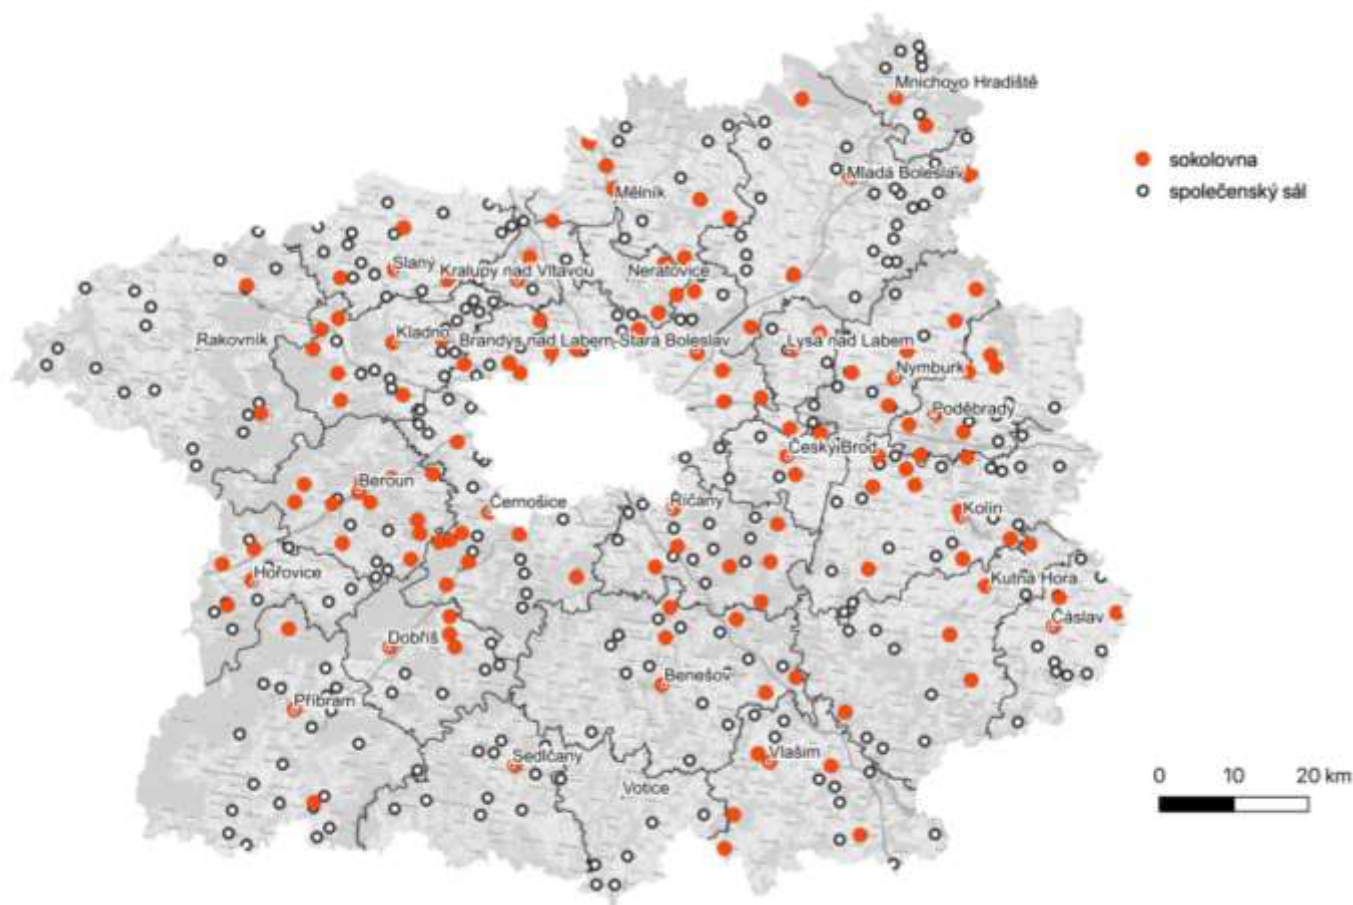 Mnichovo Hradiště
sokolovna
společenský sál
Mladá Boleslav
Mělník
Slaný
Kralupy nad Vltavou
Neratovice
Rakovník
Kladno
Brandýs nad Labem-Stará Boleslav
Lysá nad Labem
Nymburk
Poděbrady
Český Brod
Beroun
Černošice
Říčany
Kolín
Hořovice
Kutná Hora
Čáslav
Dobříš
Benešov
Příbram
Sedlčany
Vlašim
Votice
0 10 20 km